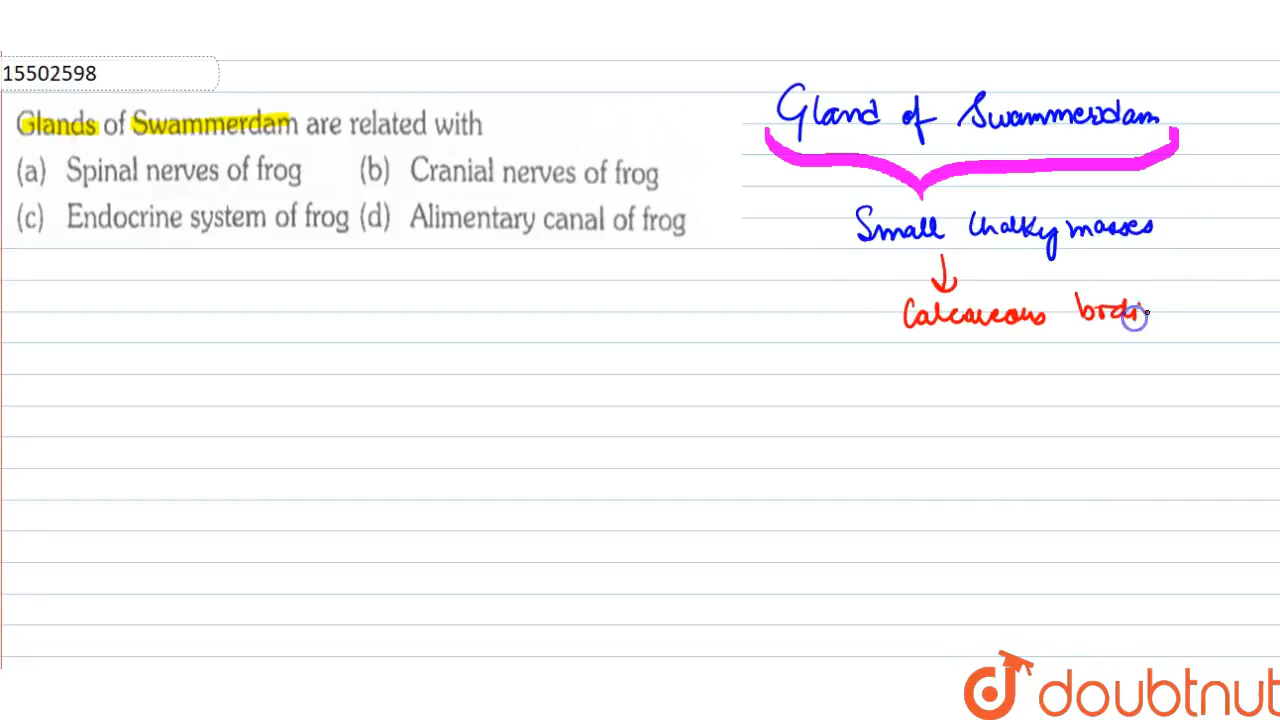 15502598
Glands of Swammerdam are related with
(a) Spinal nerves of frog (b) Cranial nerves of frog
(c) Endocrine system of frog (d) Alimentary canal of frog
Gland of Swammerdam
Small Chalky masses
Calcareous bodi
doubtnut